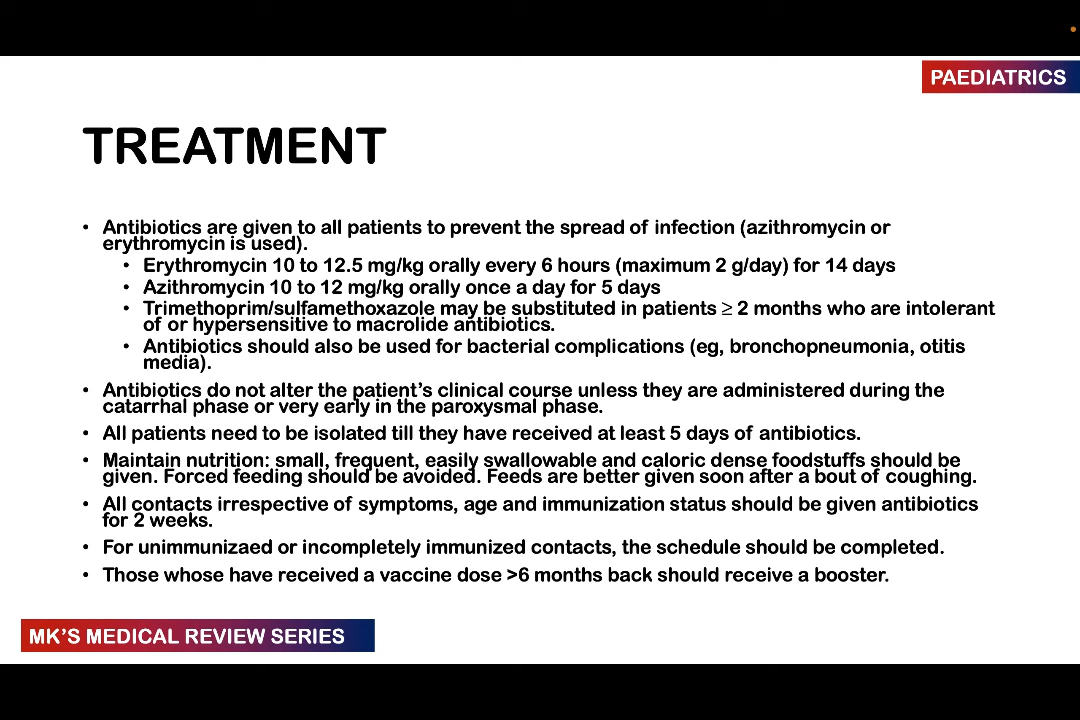 PAEDIATRICS
TREATMENT
• Antibiotics are given to all patients to prevent the spread of infection (azithromycin or
erythromycin is used).
• Erythromycin 10 to 12.5 mg/kg orally every 6 hours (maximum 2 g/day) for 14 days
• Azithromycin 10 to 12 mg/kg orally once a day for 5 days
• Trimethoprim/sulfamethoxazole may be substituted in patients ≥ 2 months who are intolerant
of or hypersensitive to macrolide antibiotics.
• Antibiotics should also be used for bacterial complications (eg, bronchopneumonia, otitis
media).
• Antibiotics do not alter the patient’s clinical course unless they are administered during the
catarrhal phase or very early in the paroxysmal phase.
• All patients need to be isolated till they have received at least 5 days of antibiotics.
• Maintain nutrition: small, frequent, easily swallowable and caloric dense foodstuffs should be
given. Forced feeding should be avoided. Feeds are better given soon after a bout of coughing.
• All contacts irrespective of symptoms, age and immunization status should be given antibiotics
for 2 weeks.
• For unimmunizaed or incompletely immunized contacts, the schedule should be completed.
• Those whose have received a vaccine dose >6 months back should receive a booster.
MK’S MEDICAL REVIEW SERIES